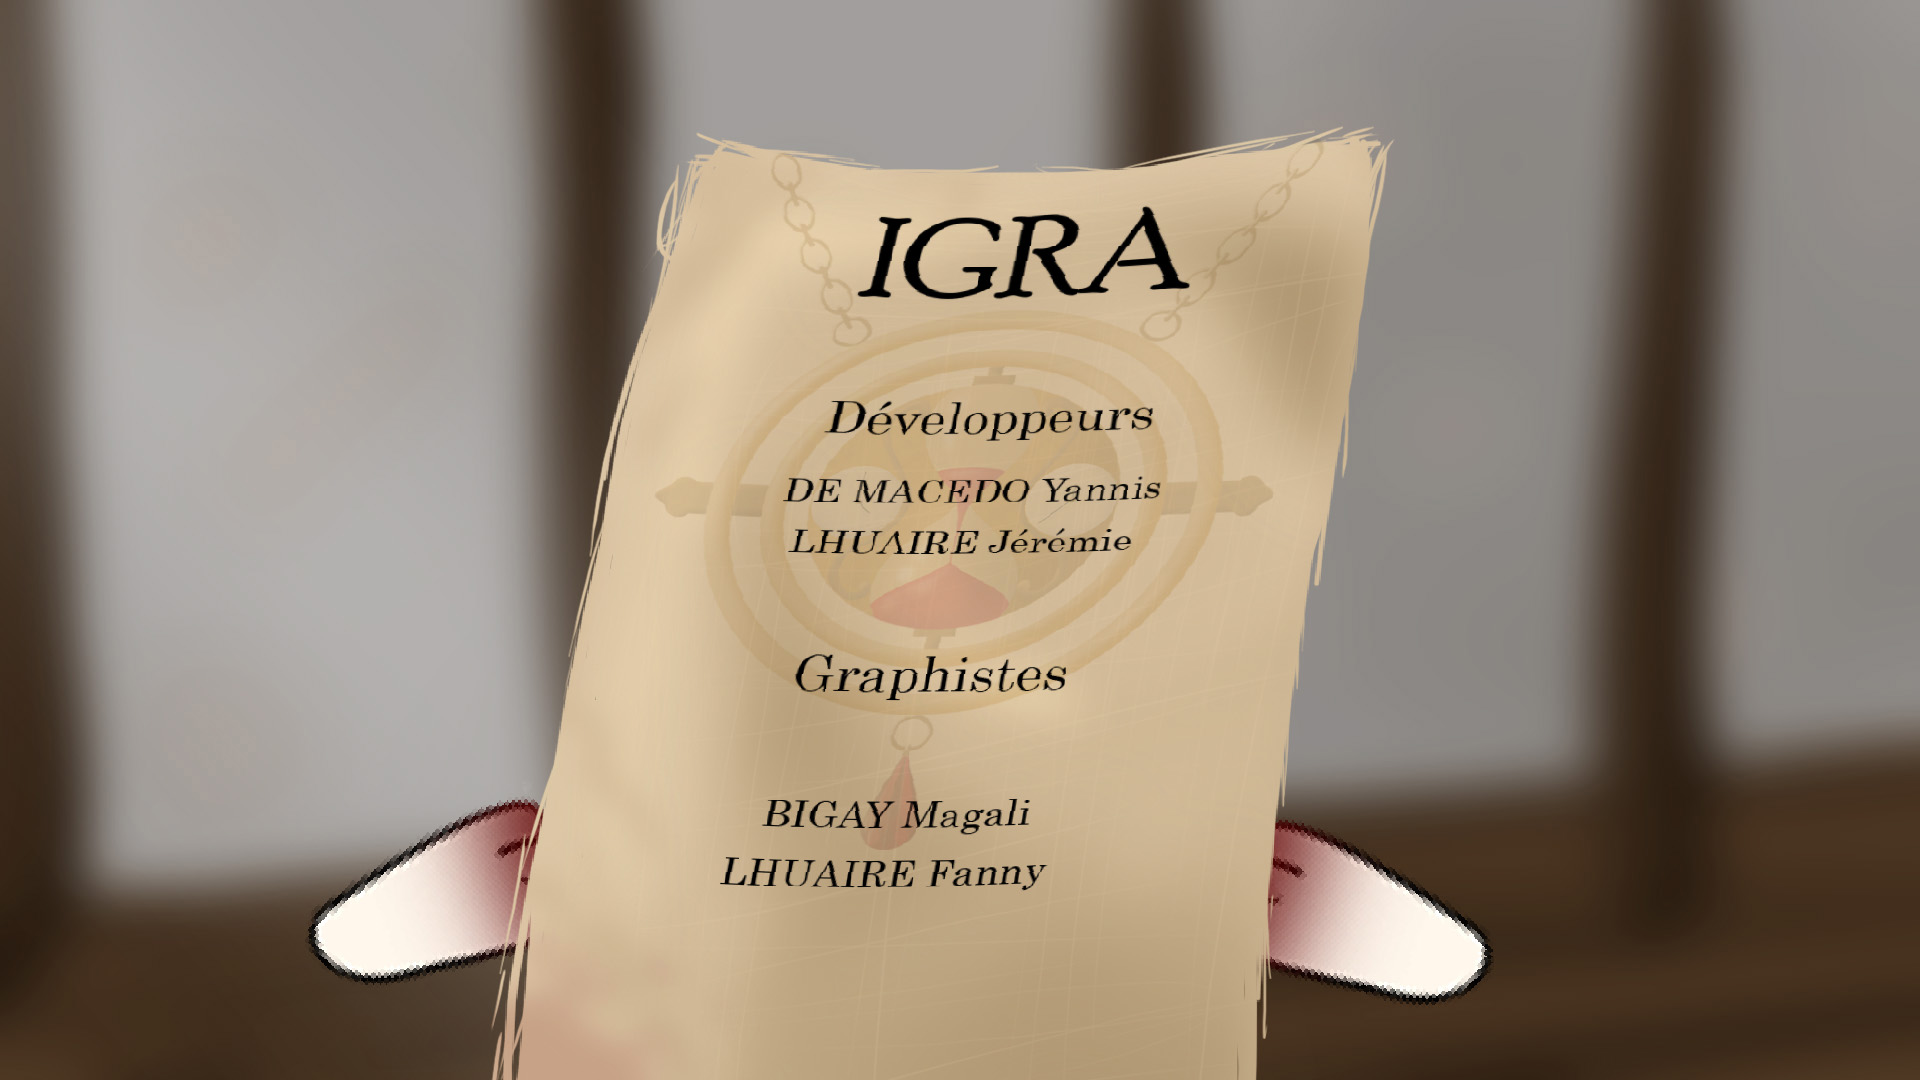 IGRA
Développeurs
DE MACEDO Yannis
LHUAIRE Jérémie
Graphistes
BIGAY Magali
LHUAIRE Fanny